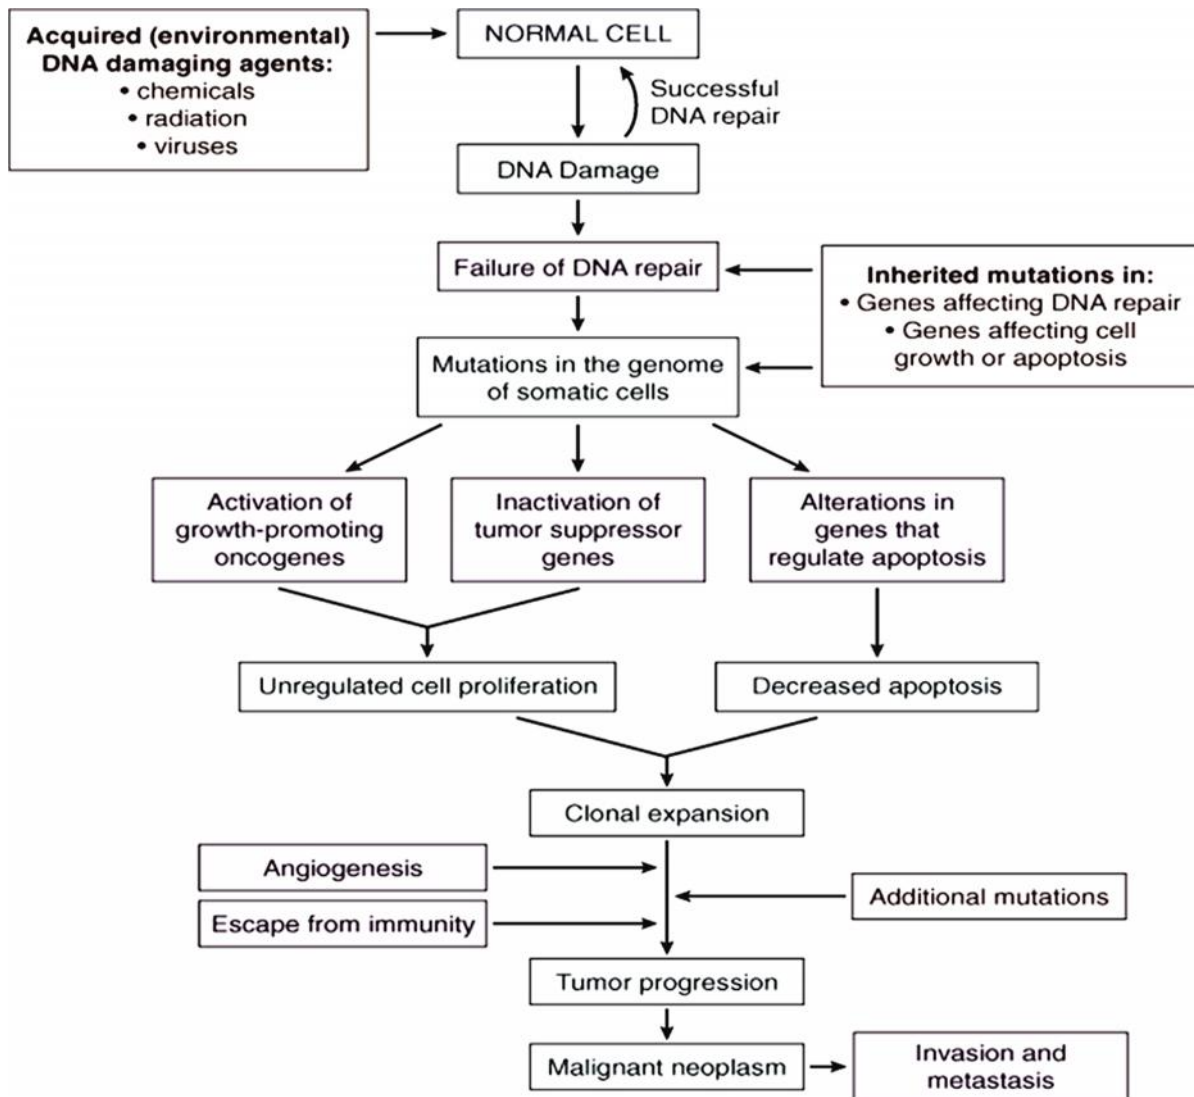 Acquired (environmental)
DNA damaging agents:
• chemicals
• radiation
• viruses
NORMAL CELL
Successful
DNA repair
DNA Damage
Failure of DNA repair
Inherited mutations in:
• Genes affecting DNA repair
• Genes affecting cell
growth or apoptosis
Mutations in the genome
of somatic cells
Activation of
growth-promoting
oncogenes
Inactivation of
tumor suppressor
genes
Alterations in
genes that
regulate apoptosis
Unregulated cell proliferation
Decreased apoptosis
Clonal expansion
Angiogenesis
Additional mutations
Escape from immunity
Tumor progression
Malignant neoplasm
Invasion and
metastasis